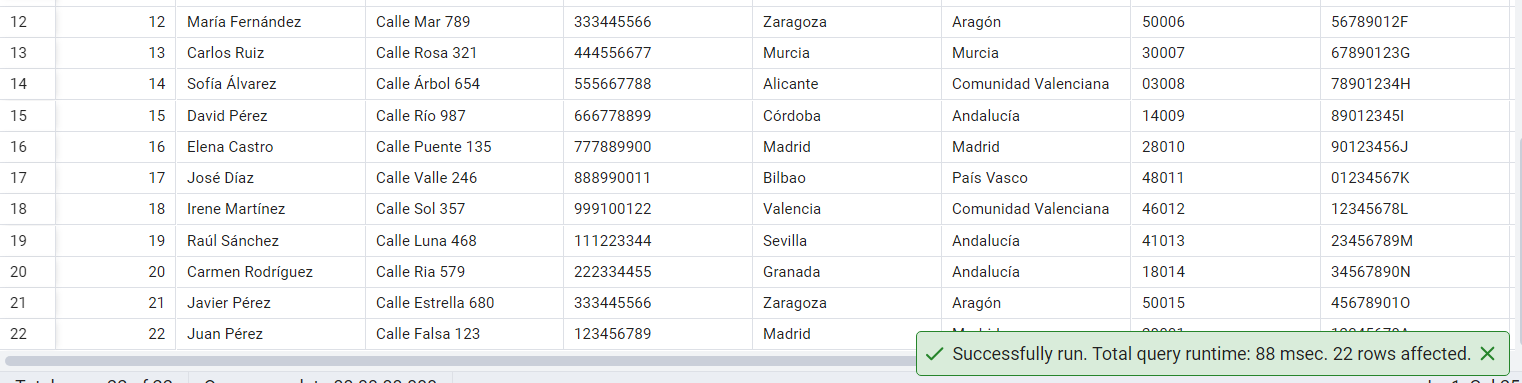 12 12 María Fernández Calle Mar 789 333445566 Zaragoza Aragón 50006 56789012F
13 13 Carlos Ruiz Calle Rosa 321 444556677 Murcia Murcia 30007 67890123G
14 14 Sofía Álvarez Calle Árbol 654 555667788 Alicante Comunidad Valenciana 03008 78901234H
15 15 David Pérez Calle Río 987 666778899 Córdoba Andalucía 14009 89012345I
16 16 Elena Castro Calle Puente 135 777889900 Madrid Madrid 28010 90123456J
17 17 José Díaz Calle Valle 246 888990011 Bilbao País Vasco 48011 01234567K
18 18 Irene Martínez Calle Sol 357 999100122 Valencia Comunidad Valenciana 46012 12345678L
19 19 Raúl Sánchez Calle Luna 468 111223344 Sevilla Andalucía 41013 23456789M
20 20 Carmen Rodríguez Calle Ria 579 222334455 Granada Andalucía 18014 34567890N
21 21 Javier Pérez Calle Estrella 680 333445566 Zaragoza Aragón 50015 45678901O
22 22 Juan Pérez Calle Falsa 123 123456789 Madrid
Successfully run. Total query runtime: 88 msec. 22 rows affected.